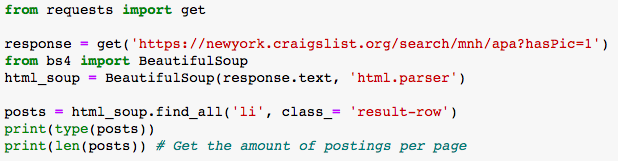 from requests import get
response = get('https://newyork.craigslist.org/search/mnh/apa?hasPic=1')
from bs4 import BeautifulSoup
html_soup = BeautifulSoup(response.text, 'html.parser')
posts = html_soup.find_all('li', class_= 'result-row')
print(type(posts))
print(len(posts)) # Get the amount of postings per page